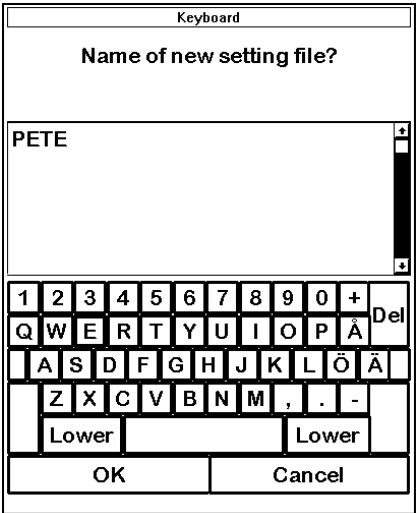 Keyboard
Name of new setting file?
PETE
1 2 3 4 5 6 7 8 9 0 + Del
Q W E R T Y U I O P Å
A S D F G H J K L Ö Ä
Z X C V B N M , . -
Lower Lower
OK Cancel